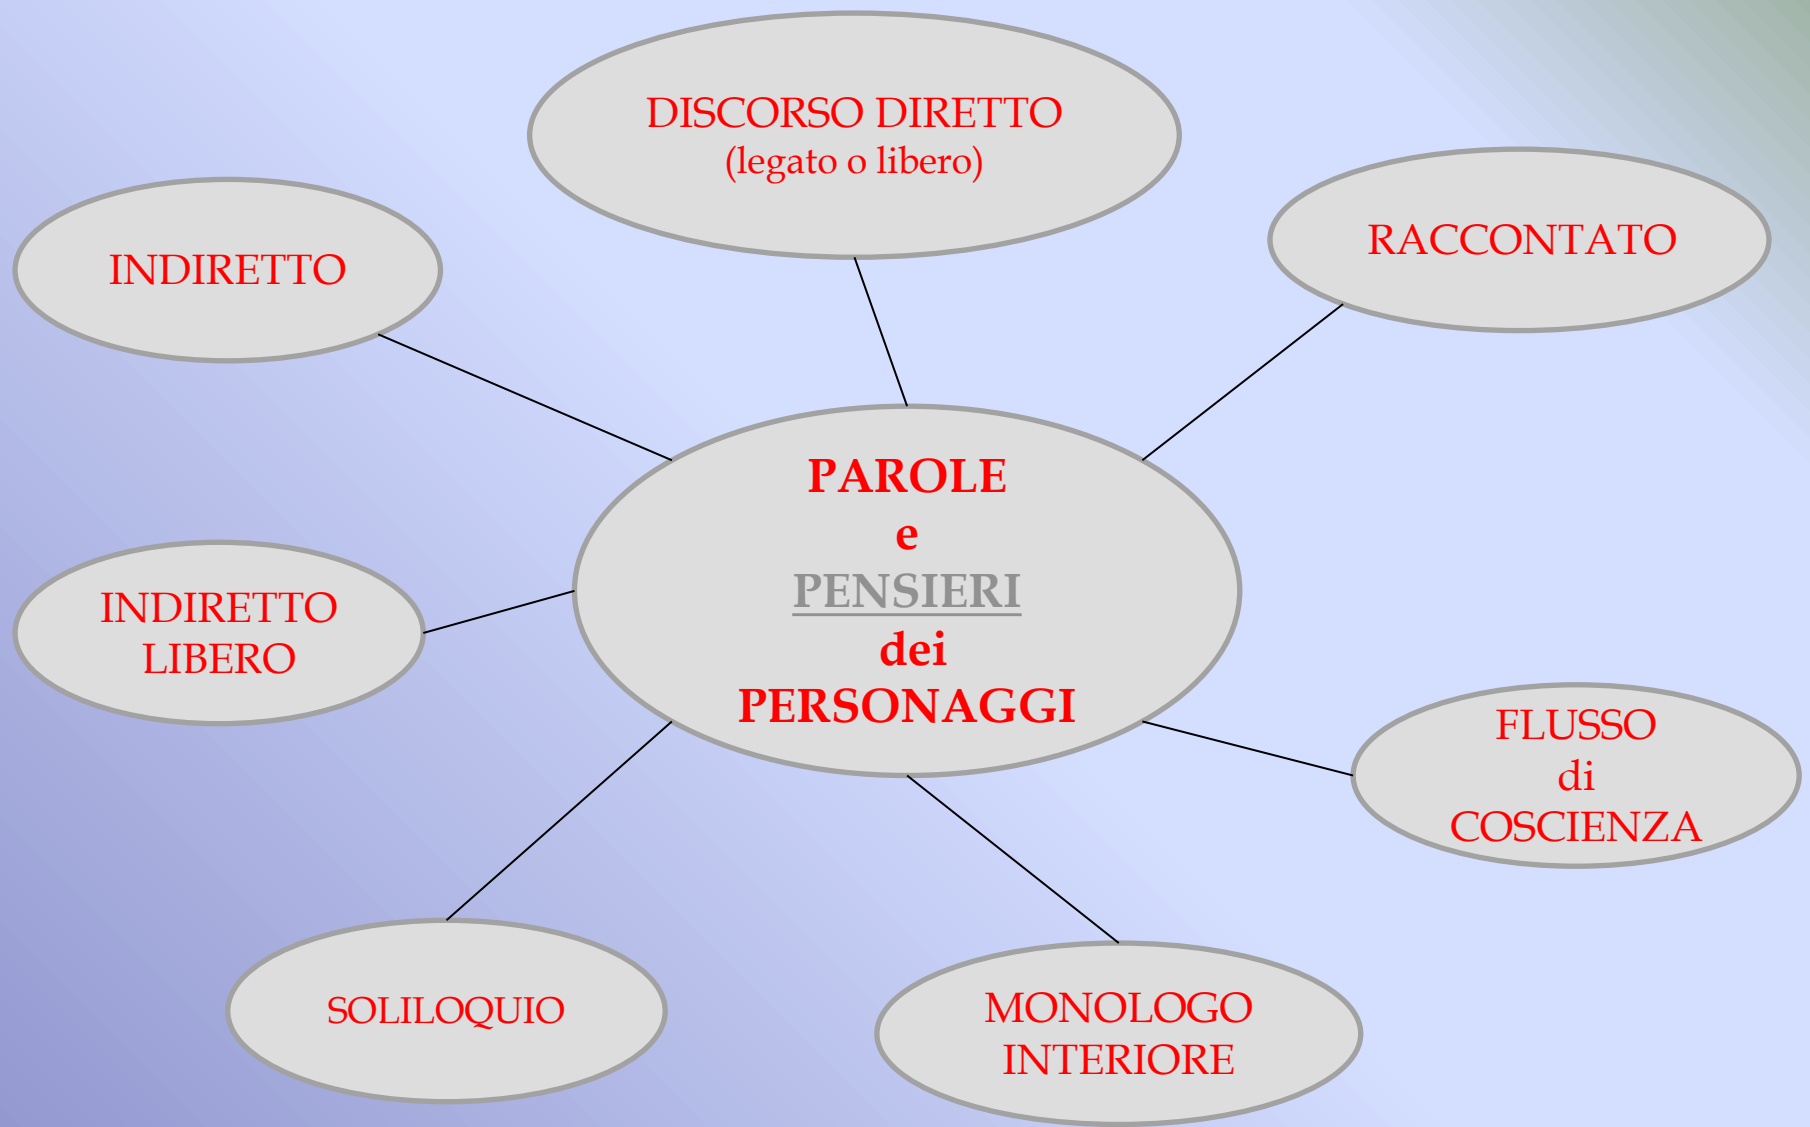 DISCORSO DIRETTO
(legato o libero)
RACCONTATO
INDIRETTO
PAROLE
e
PENSIERI
dei
PERSONAGGI
INDIRETTO
LIBERO
FLUSSO
di
COSCIENZA
SOLILOQUIO
MONOLOGO
INTERIORE